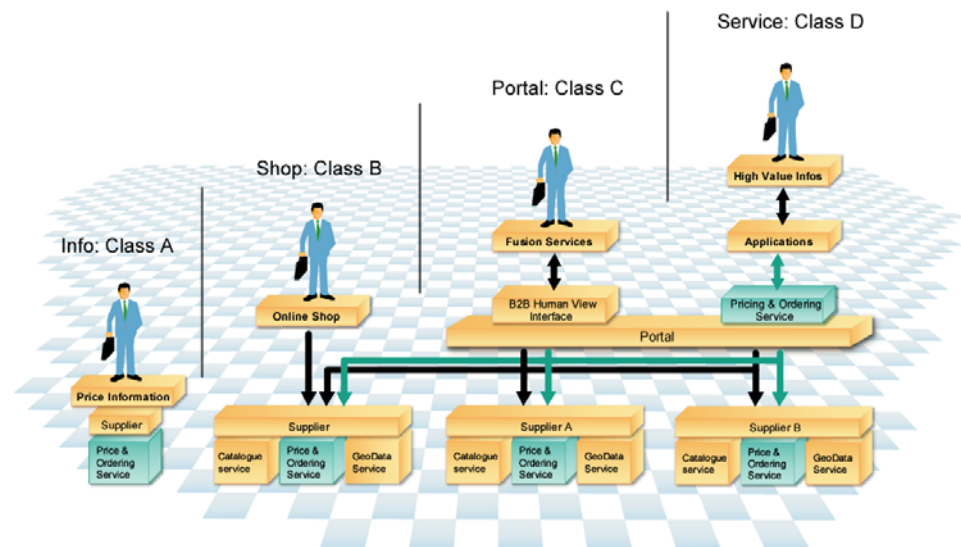 Service: Class D
Portal: Class C
High Value Infos
Shop: Class B
Info: Class A
Fusion Services
Applications
Online Shop
B2B Human View
Interface
Pricing & Ordering
Service
Portal
Price Information
Supplier
Price &
Ordering
Service
Supplier
Catalogue
service
Price &
Ordering
Service
GeoData
Service
Supplier A
Catalogue
service
Price &
Ordering
Service
GeoData
Service
Supplier B
Catalogue
service
Price &
Ordering
Service
GeoData
Service